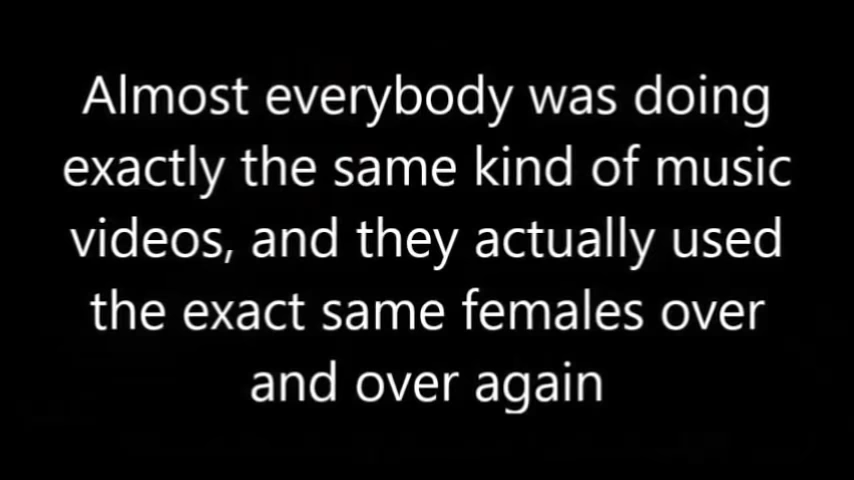 Almost everybody was doing
exactly the same kind of music
videos, and they actually used
the exact same females over
and over again